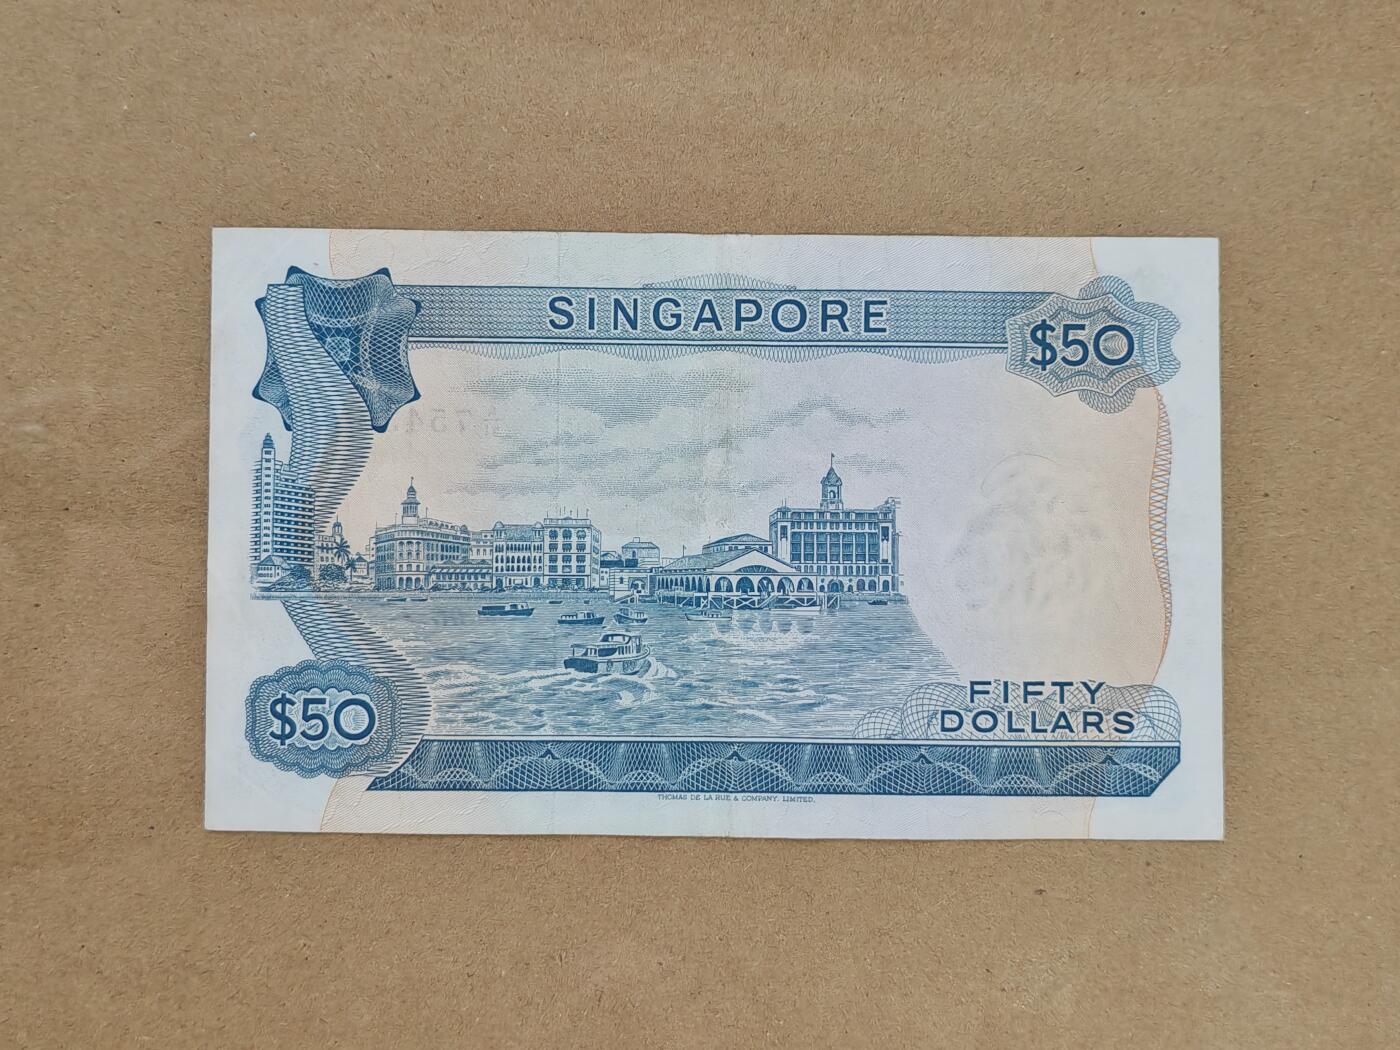 SINGAPORE
$50
$50
FIFTY
DOLLARS
THOMAS DE LA RUE & COMPANY, LIMITED.